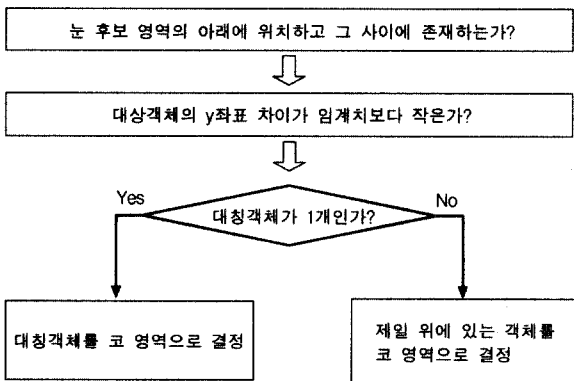 눈 후보 영역의 아래에 위치하고 그 사이에 존재하는가?
대상객체의 y좌표 차이가 임계치보다 작은가?
Yes
No
대칭객체가 1개인가?
대칭객체를 코 영역으로 결정
제일 위에 있는 객체를
코 영역으로 결정